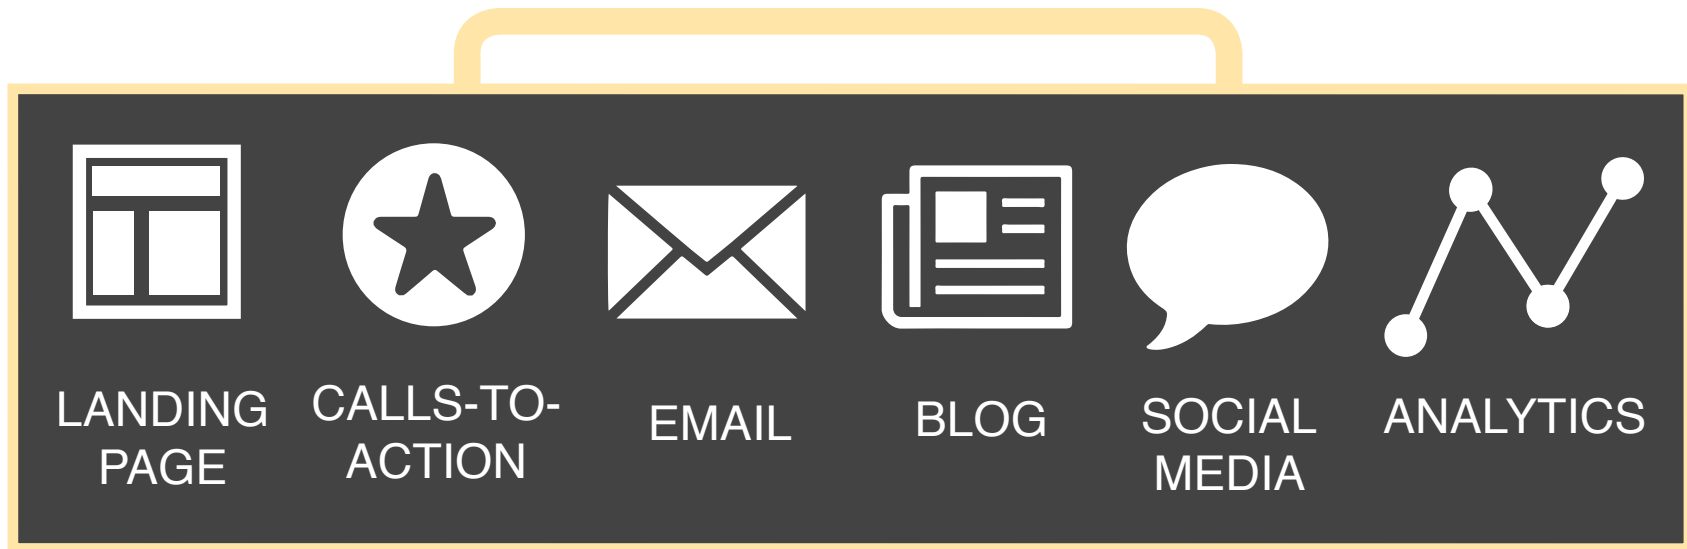 LANDING
PAGE
CALLS-TO-
ACTION
EMAIL
BLOG
SOCIAL
MEDIA
ANALYTICS